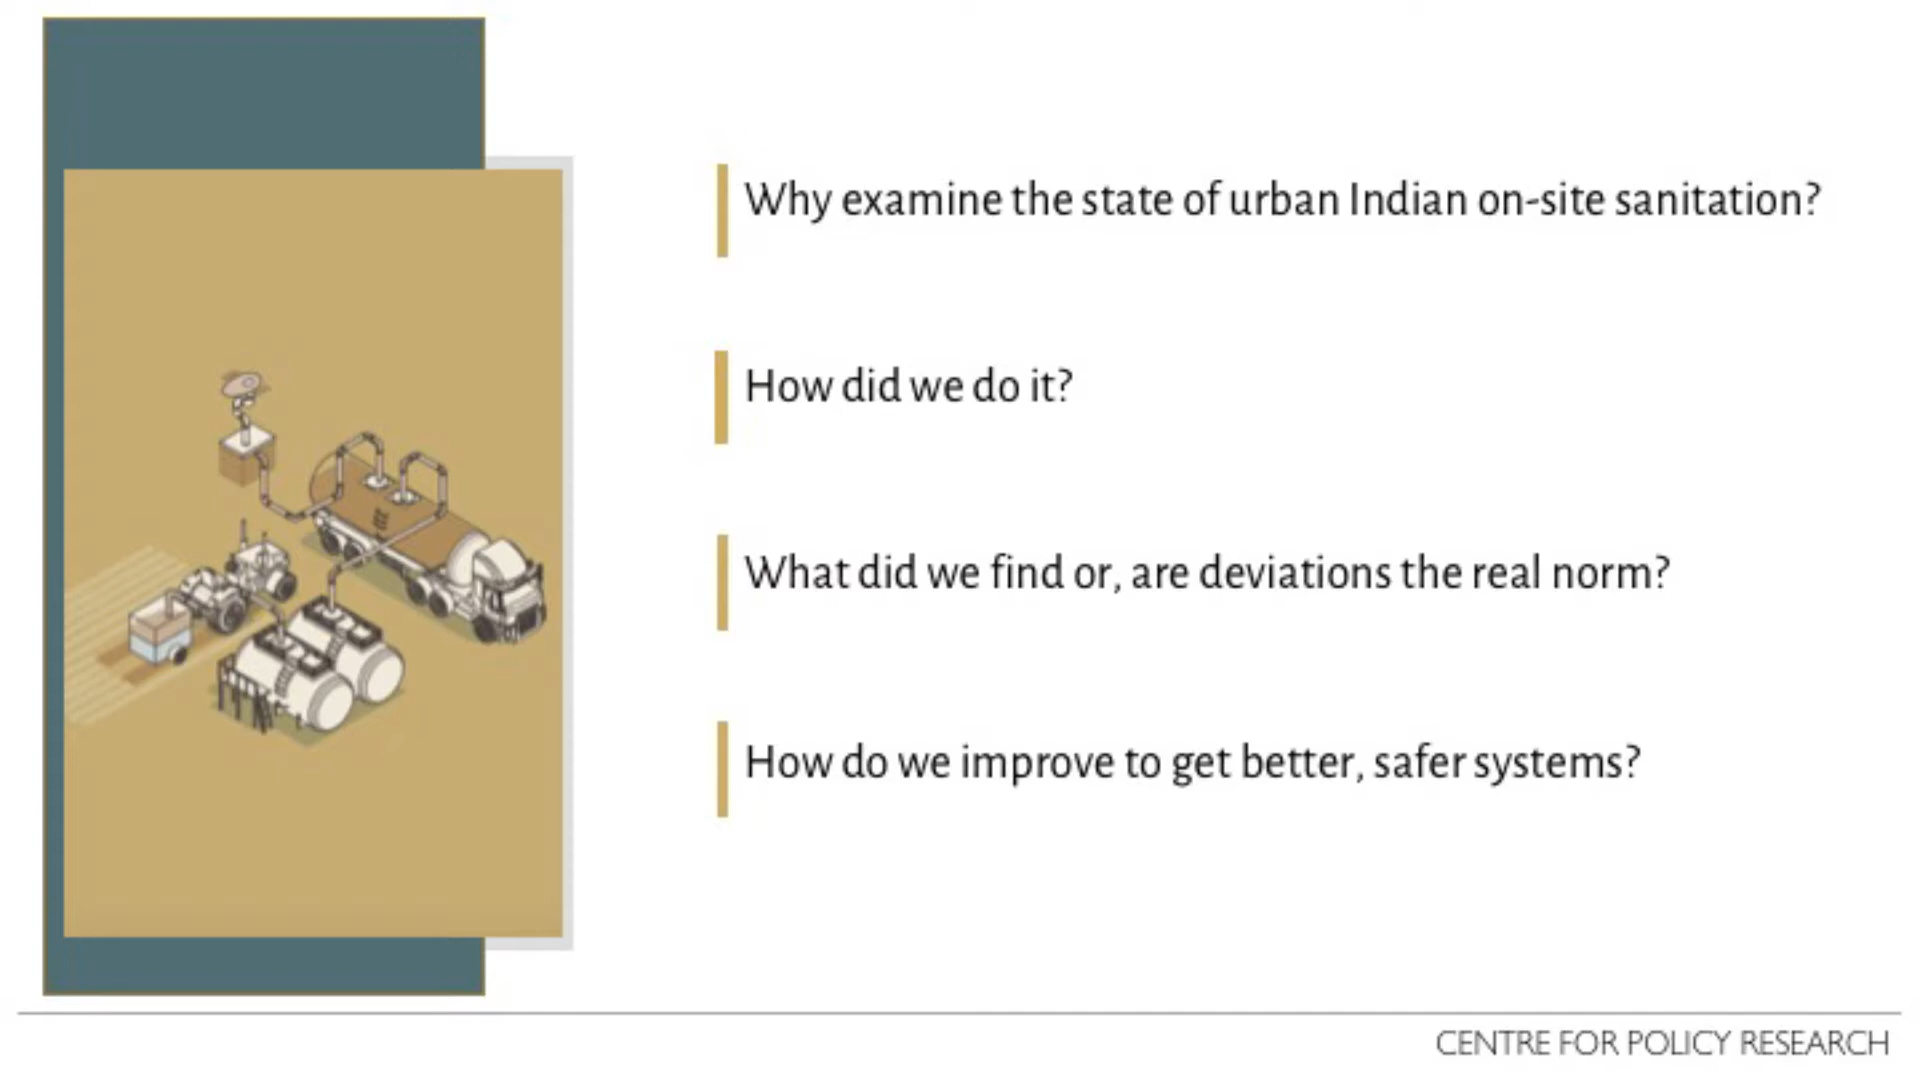 Why examine the state of urban Indian on-site sanitation?
How did we do it?
What did we find or, are deviations the real norm?
How do we improve to get better, safer systems?
CENTRE FOR POLICY RESEARCH